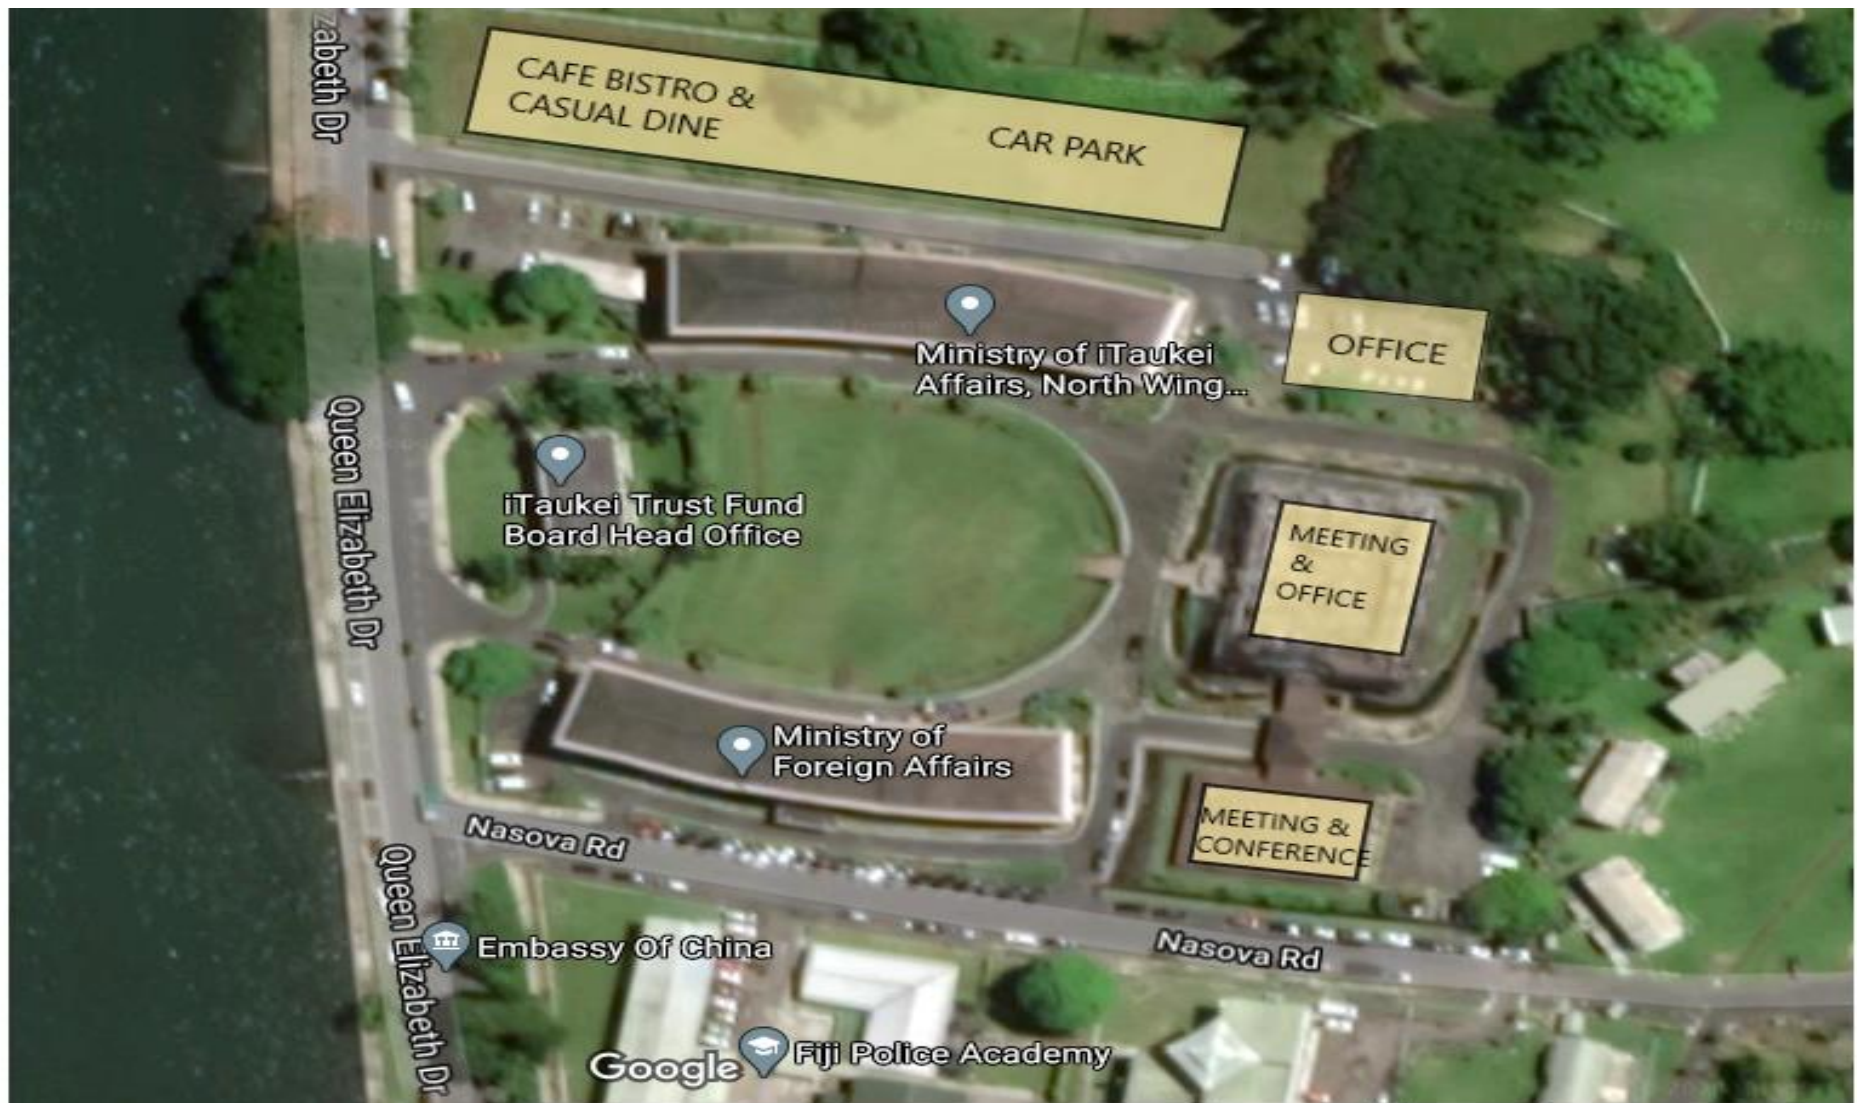 zabeth Dr
CAFE BISTRO &
CASUAL DINE
CAR PARK
OFFICE
Ministry of iTaukei
Affairs, North Wing...
Queen Elizabeth Dr
iTaukei Trust Fund
Board Head Office
MEETING
&
OFFICE
Ministry of
Foreign Affairs
MEETING &
CONFERENCE
Nasova Rd
Queen Elizabeth Dr
Embassy Of China
Nasova Rd
Google
Fiji Police Academy